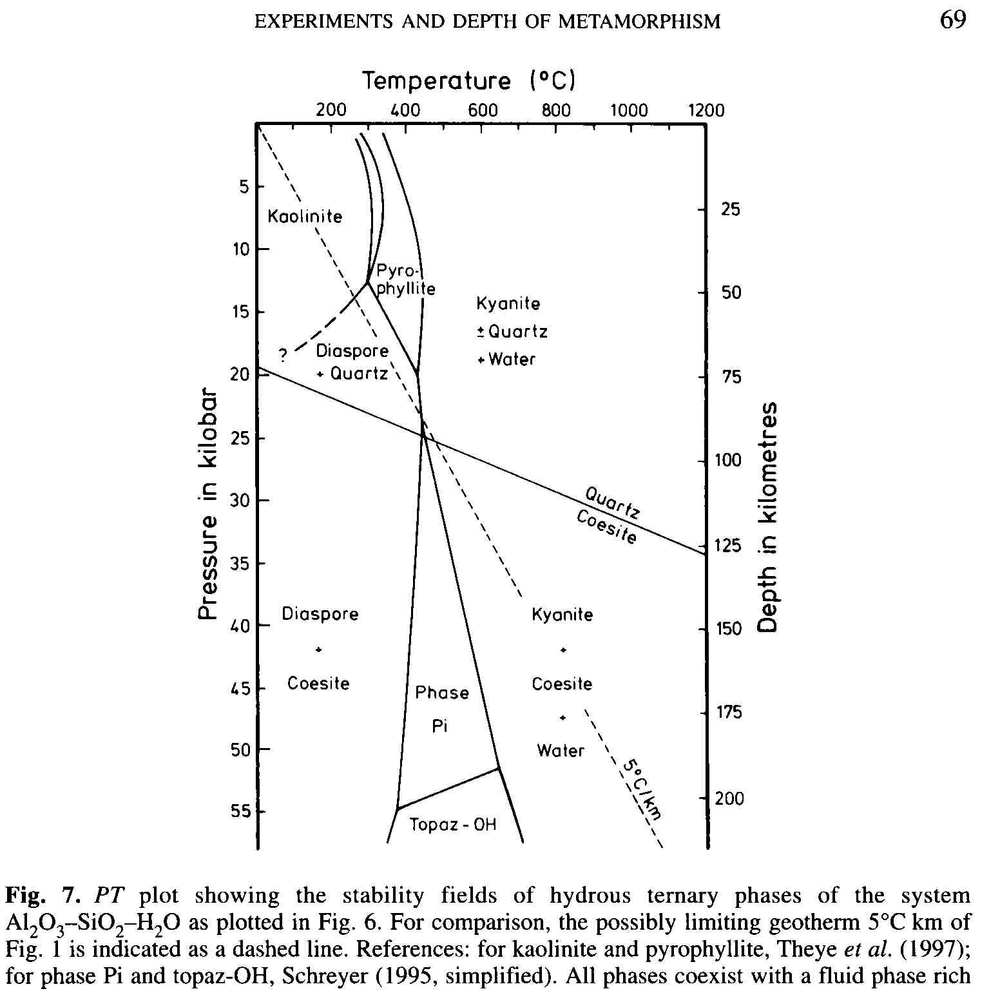 EXPERIMENTS AND DEPTH OF METAMORPHISM 69
Temperature (°C)
200 400 600 800 1000 1200
5
10
15
20
25
30
35
40
45
50
55
Pressure in kilobar
25
50
75
100
125
150
175
200
Depth in kilometres
Kaolinite
Pyro-
phyllite
Kyanite
± Quartz
+ Water
?
Diaspore
+ Quartz
Quartz
Coesite
Diaspore
+
Coesite
Kyanite
+
Coesite
+
Water
Phase
Pi
5°C/km
Topaz - OH
Fig. 7. PT plot showing the stability fields of hydrous ternary phases of the system
Al2O3–SiO2–H2O as plotted in Fig. 6. For comparison, the possibly limiting geotherm 5°C km of
Fig. 1 is indicated as a dashed line. References: for kaolinite and pyrophyllite, Theye et al. (1997);
for phase Pi and topaz-OH, Schreyer (1995, simplified). All phases coexist with a fluid phase rich